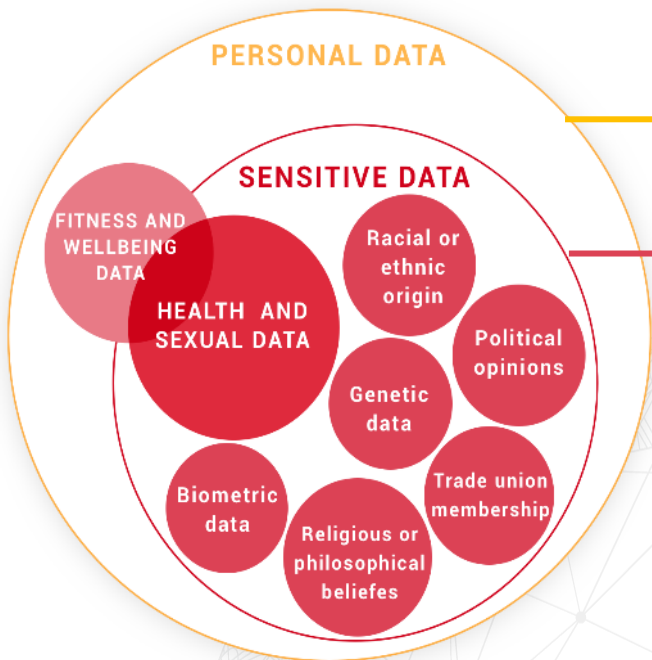 PERSONAL DATA
SENSITIVE DATA
FITNESS AND
WELLBEING
DATA
HEALTH AND
SEXUAL DATA
Racial or
ethnic
origin
Political
opinions
Genetic
data
Trade union
membership
Biometric
data
Religious or
philosophical
beliefes